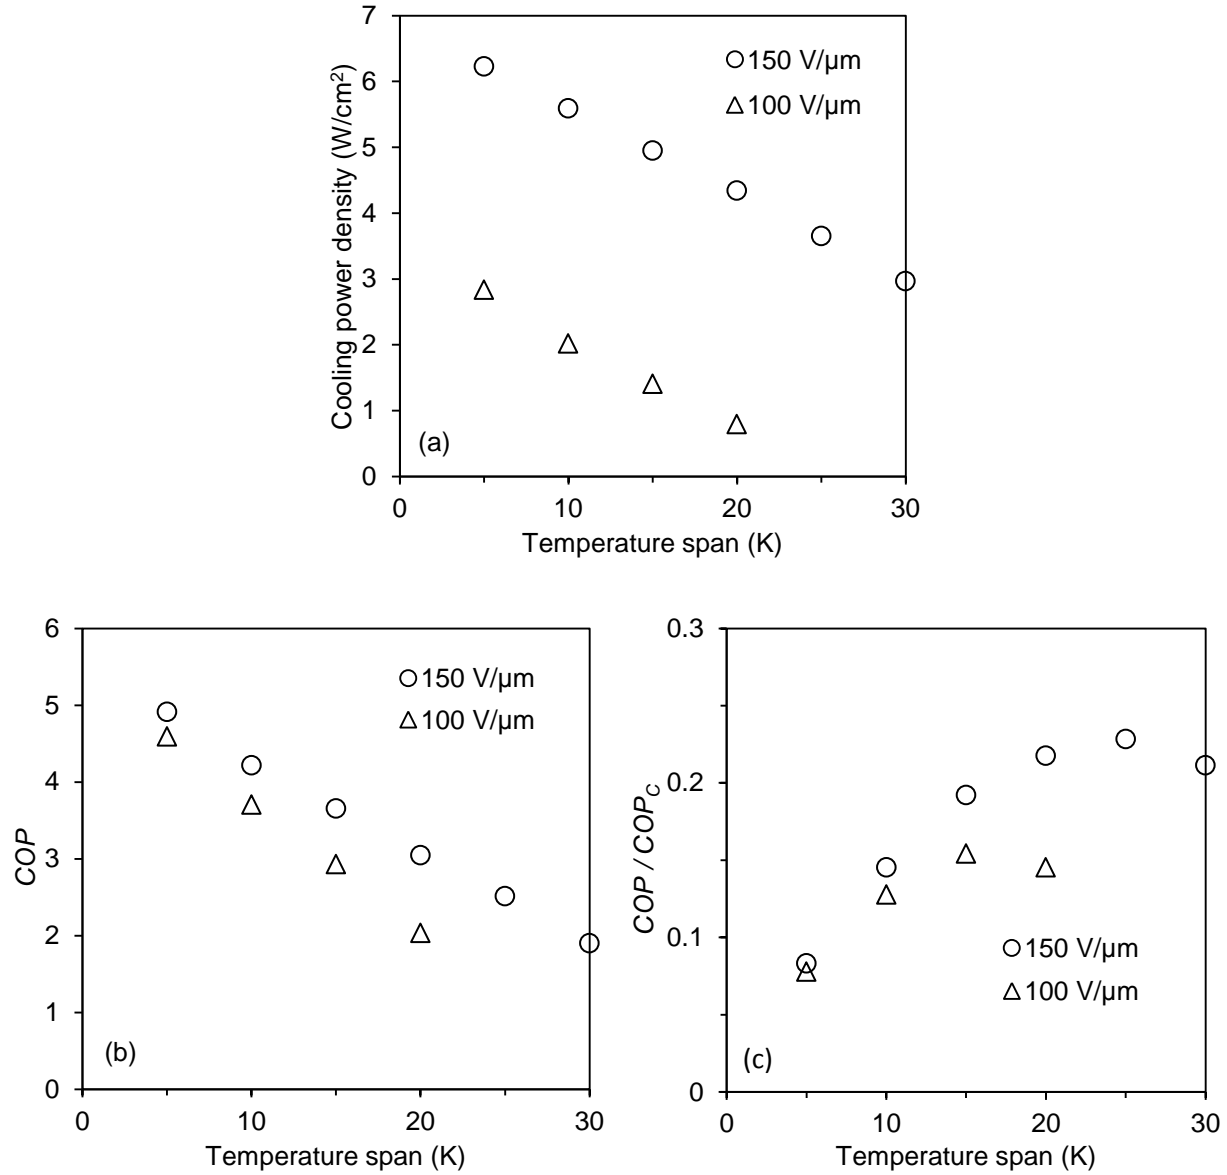 7
6
5
4
3
2
1
0
Cooling power density (W/cm²)
150 V/µm
100 V/µm
(a)
0 10 20 30
Temperature span (K)
6
5
4
3
2
1
0
COP
150 V/µm
100 V/µm
(b)
0 10 20 30
Temperature span (K)
0.3
0.2
0.1
0
COP / COP_C
150 V/µm
100 V/µm
(c)
0 10 20 30
Temperature span (K)